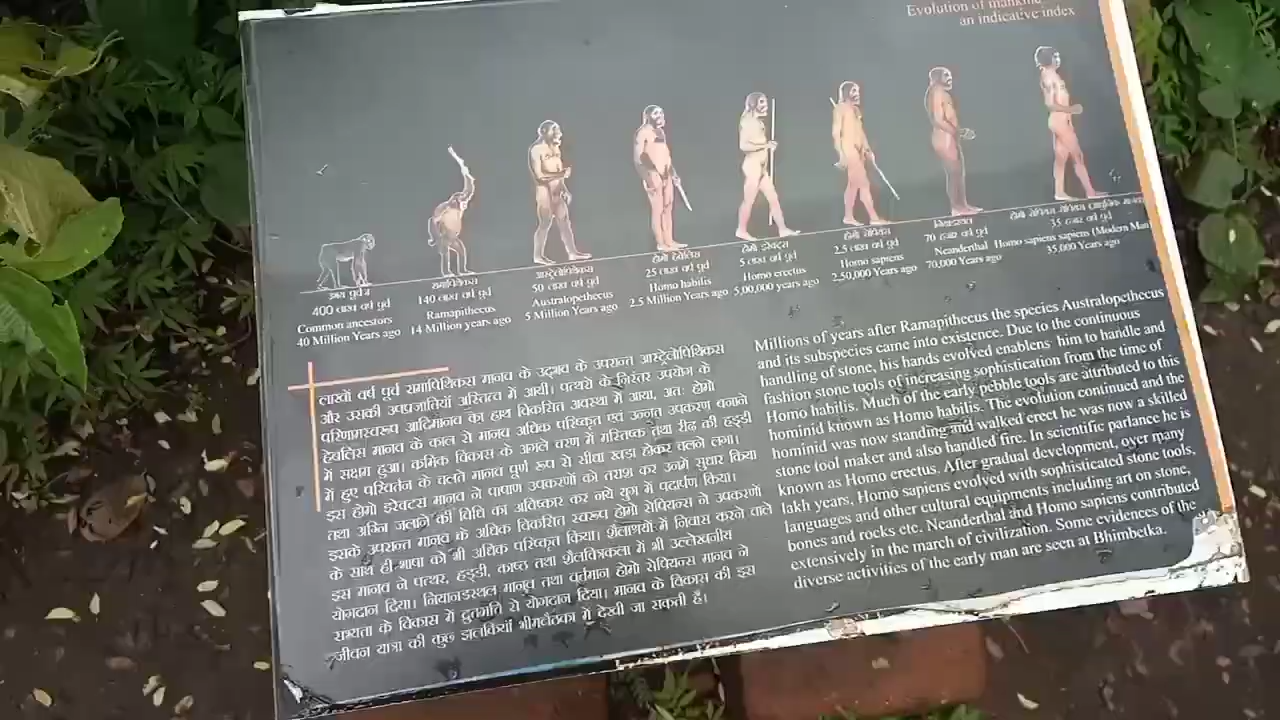 Evolution of mankind
an indicative index
400 लाख वर्ष पूर्व
Common ancestors
40 Million Years ago
रामापिथिकस
140 लाख वर्ष पूर्व
Ramapithecus
14 Million years ago
आस्ट्रेलोपिथिकस
50 लाख वर्ष पूर्व
Australopethecus
5 Million Years ago
होमो हेबलिस
25 लाख वर्ष पूर्व
Homo habilis
2.5 Million Years ago
होमो इरेक्टस
5 लाख वर्ष पूर्व
Homo erectus
5,00,000 years ago
होमो सेपियंस
2.5 लाख वर्ष पूर्व
Homo sapiens
2,50,000 Years ago
70 हजार वर्ष पूर्व
Neanderthal
70,000 Years ago
होमो सेपियंस सेपियंस (आधुनिक मानव
35 हजार वर्ष पूर्व
Homo sapiens sapiens (Modern Man
35,000 Years ago
लाखों वर्ष पूर्व रामापिथिकस मानव के उद्भव के उपरान्त आस्ट्रेलोपिथिकस
और उसकी उपप्रजातियाँ अस्तित्व में आयी। पत्थरों के निरंतर उपयोग के
परिणामस्वरूप आदिमानव का हाथ विकसित अवस्था में आया, अतः होमो
हेबलिस मानव के काल से मानव अधिक परिष्कृत एवं उन्नत उपकरण बनाने
में सक्षम हुआ। क्रमिक विकास के अगले चरण में मस्तिष्क तथा रीढ़ की हड्डी
में हुए परिवर्तन के चलते मानव पूर्ण रूप से सीधा खड़ा होकर चलने लगा।
इस होमो इरेक्टस मानव ने पाषाण उपकरणों को तराश कर उनमें सुधार किया
तथा अग्नि जलाने की विधि का अविष्कार कर नये युग में पदार्पण किया।
इसके उपरान्त मानव के अधिक विकसित स्वरूप होमो सेपियन्स ने उपकरणों
के साथ ही भाषा को भी अधिक परिष्कृत किया। शैलाश्रयों में निवास करने वाले
इस मानव ने पत्थर, हड्डी, काष्ठ तथा शैलचित्रकला में भी उल्लेखनीय
योगदान दिया। नियानडरथल मानव तथा वर्तमान होमो सेपियन्स मानव ने
सभ्यता के विकास में द्रुतगति से योगदान दिया। मानव के विकास की इस
जीवन यात्रा की कुछ झलकियाँ भीमबैठका में देखी जा सकती हैं।
Millions of years after Ramapithecus the species Australopethecus
and its subspecies came into existence. Due to the continuous
handling of stone, his hands evolved enablens him to handle and
fashion stone tools of increasing sophistication from the time of
Homo habilis. Much of the early pebble tools are attributed to this
hominid known as Homo habilis. The evolution continued and the
hominid was now standing and walked erect he was now a skilled
stone tool maker and also handled fire. In scientific parlance he is
known as Homo erectus. After gradual development, over many
lakh years, Homo sapiens evolved with sophisticated stone tools,
languages and other cultural equipments including art on stone,
bones and rocks etc. Neanderthal and Homo sapiens contributed
extensively in the march of civilization. Some evidences of the
diverse activities of the early man are seen at Bhimbetka.